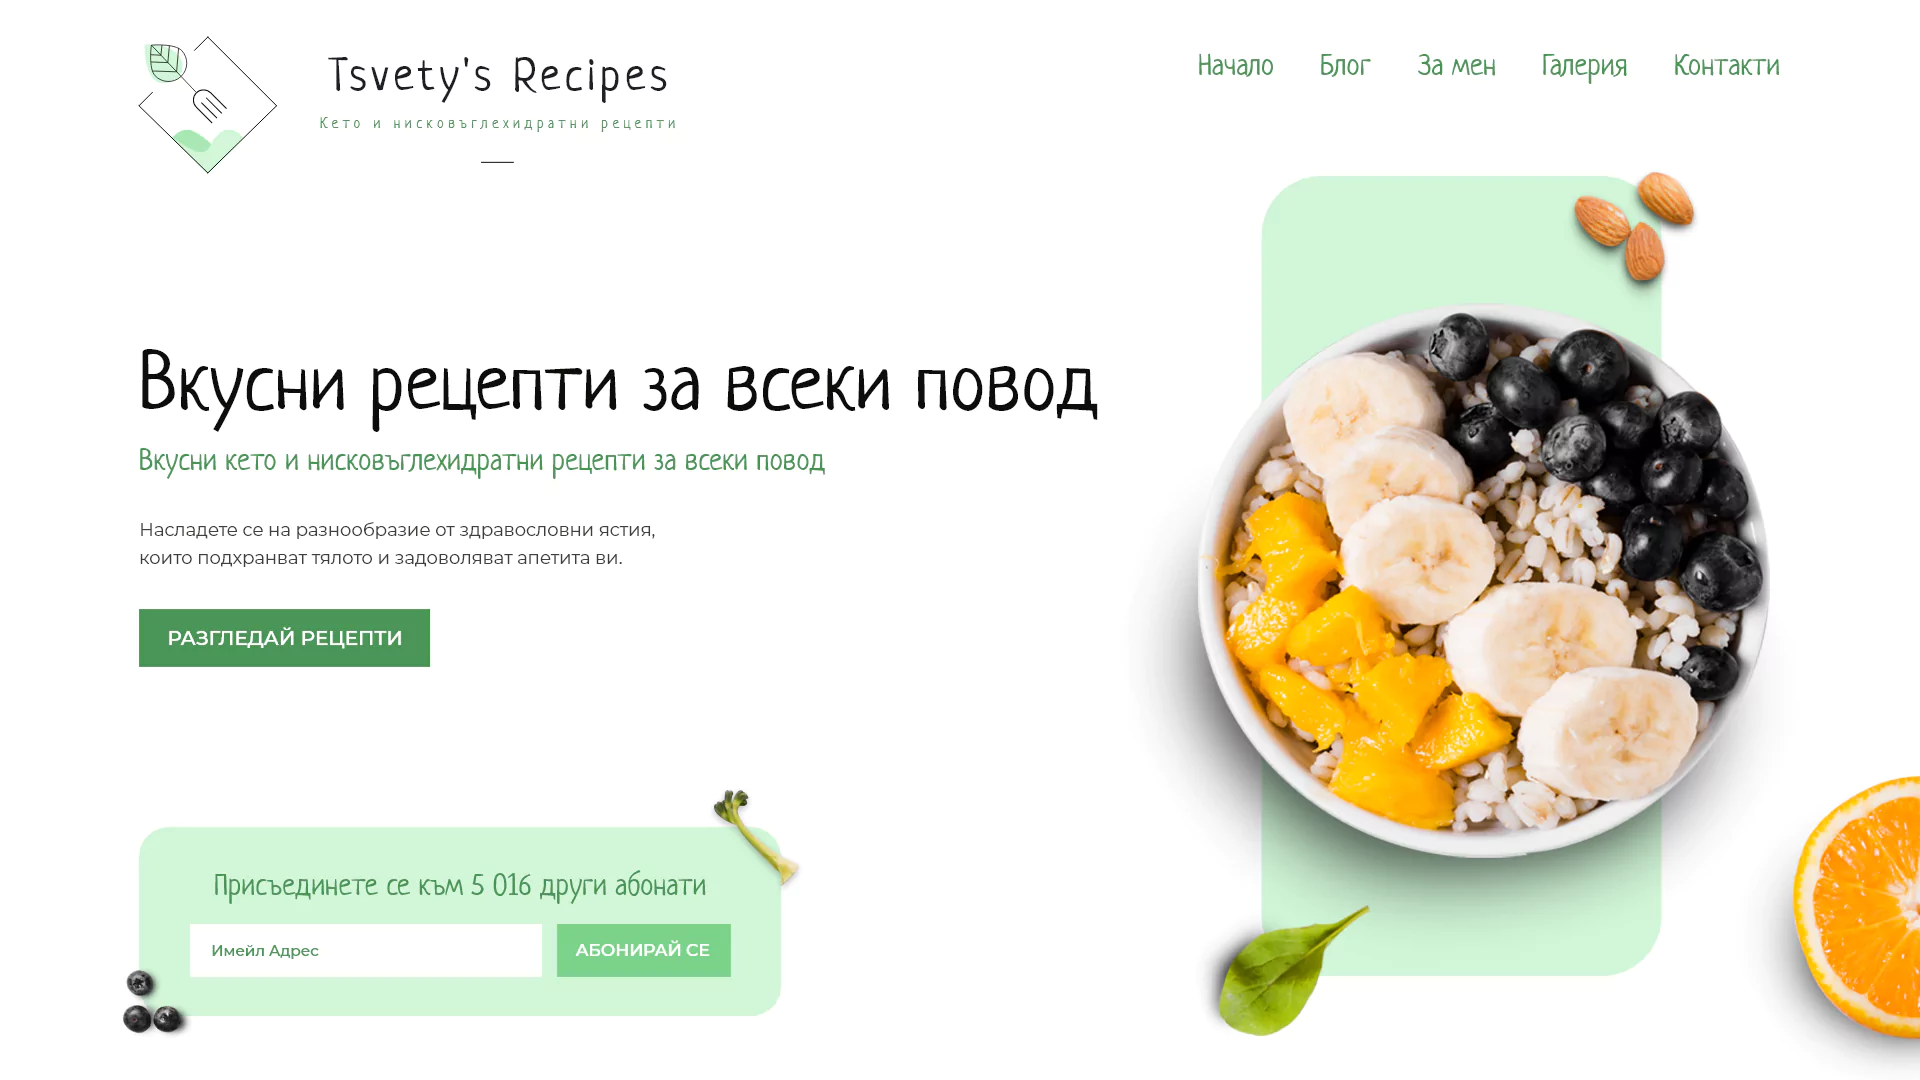 Tsvety's Recipes
Кето и нисковъглехидратни рецепти
Начало Блог За мен Галерия Контакти
Вкусни рецепти за всеки повод
Вкусни кето и нисковъглехидратни рецепти за всеки повод
Насладете се на разнообразие от здравословни ястия,
които подхранват тялото и задоволяват апетита ви.
РАЗГЛЕДАЙ РЕЦЕПТИ
Присъединете се към 5 016 други абонати
Имейл Адрес
АБОНИРАЙ СЕ